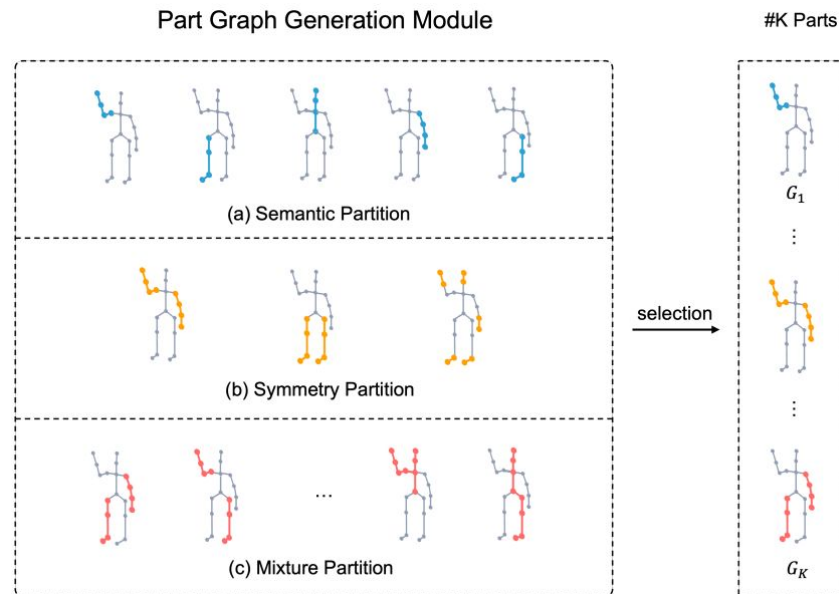 Part Graph Generation Module
#K Parts
(a) Semantic Partition
G₁
⋮
(b) Symmetry Partition
selection
⋮
...
(c) Mixture Partition
Gₖ